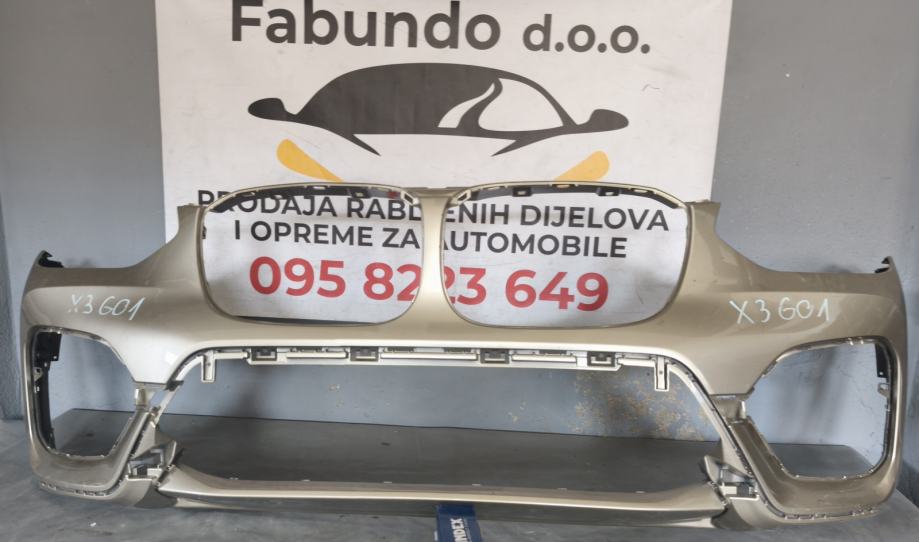 Fabundo d.o.o.
PRODAJA RABLJENIH DIJELOVA
I OPREME ZA AUTOMOBILE
095 8223 649
X3 G01
X3 G01